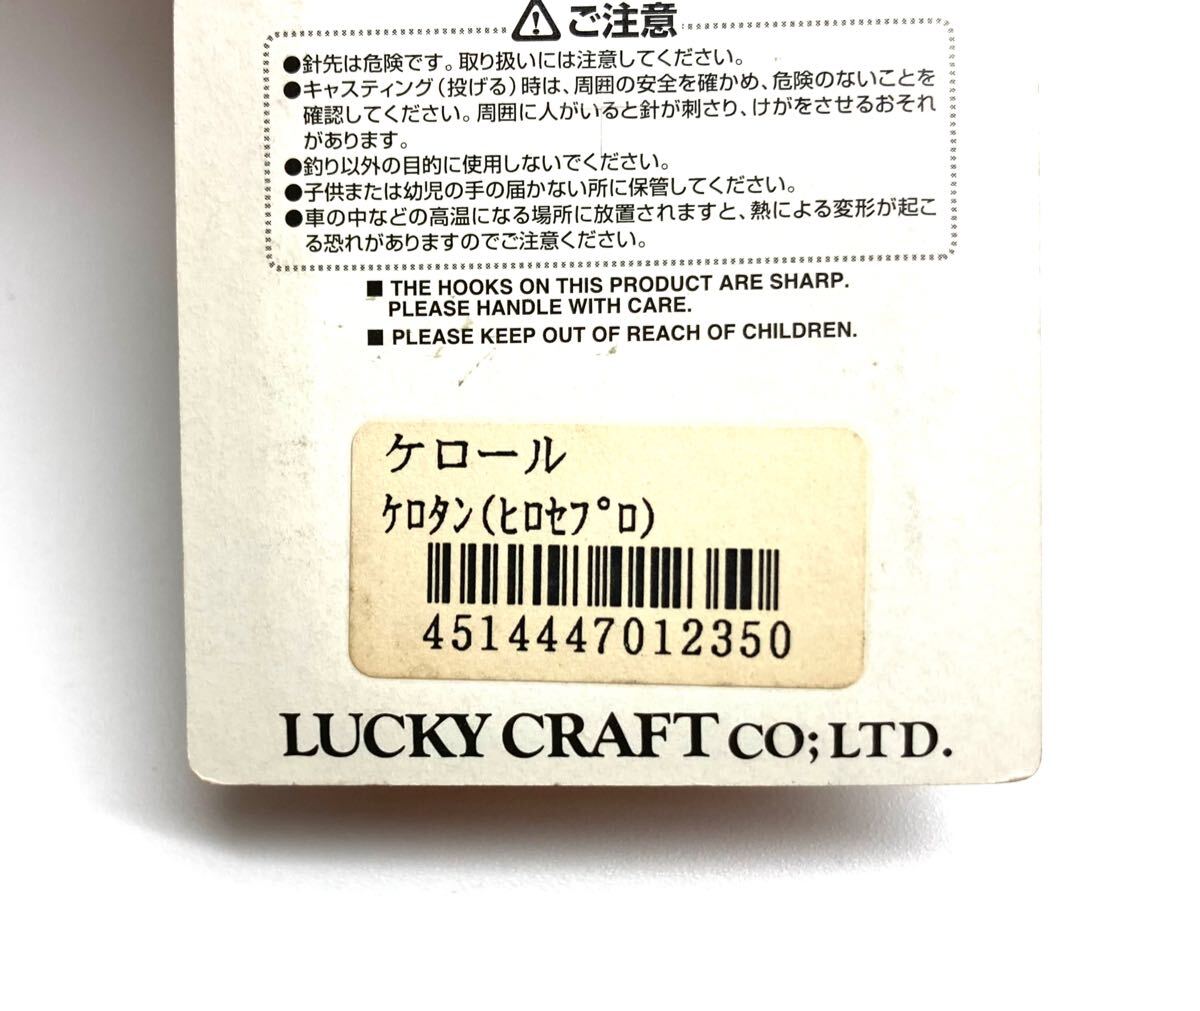 ⚠ご注意
●針先は危険です。取り扱いには注意してください。
●キャスティング(投げる)時は、周囲の安全を確かめ、危険のないことを
確認してください。周囲に人がいると針が刺さり、けがをさせるおそれ
があります。
●釣り以外の目的に使用しないでください。
●子供または幼児の手の届かない所に保管してください。
●車の中などの高温になる場所に放置されますと、熱による変形が起こ
る恐れがありますのでご注意ください。
■ THE HOOKS ON THIS PRODUCT ARE SHARP.
PLEASE HANDLE WITH CARE.
■ PLEASE KEEP OUT OF REACH OF CHILDREN.
ケロール
ｹﾛﾀﾝ(ﾋﾛｾﾌﾟﾛ)
4514447012350
LUCKY CRAFT CO;LTD.